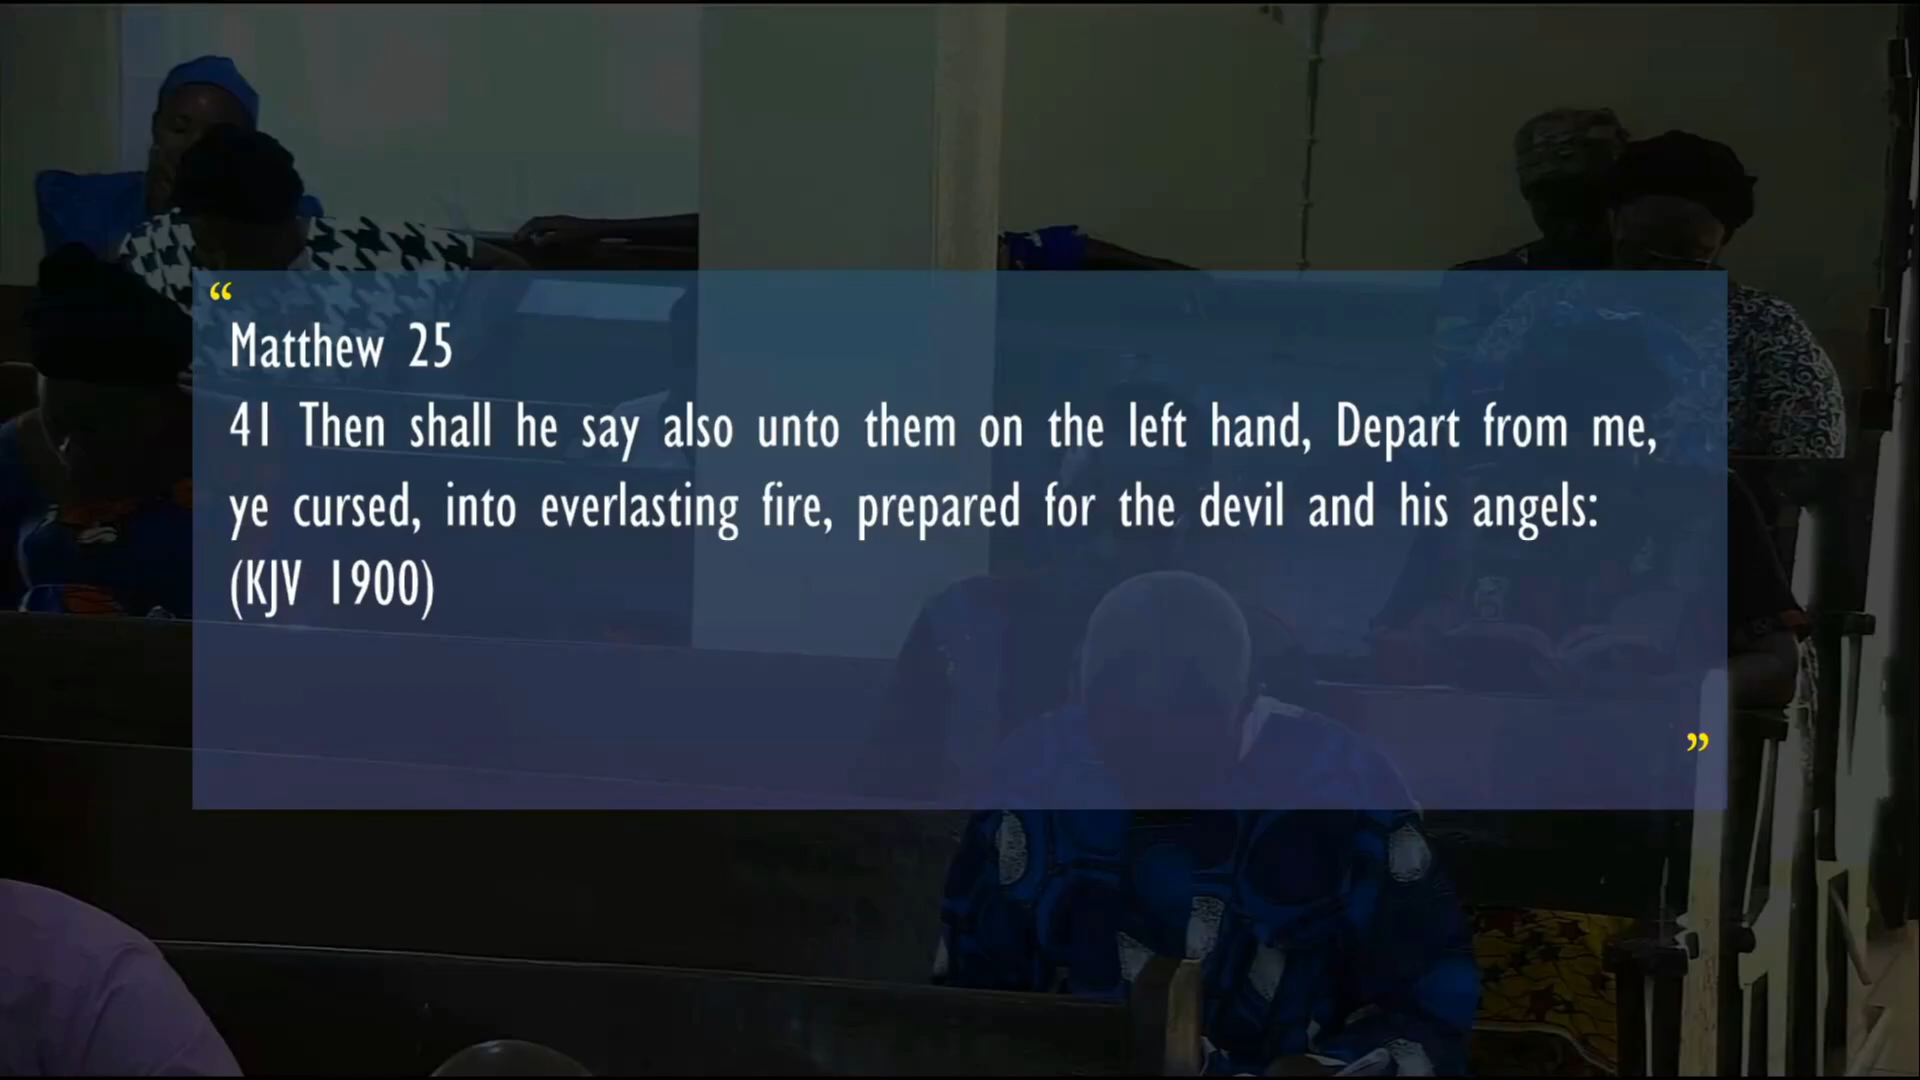 “
Matthew 25
41 Then shall he say also unto them on the left hand, Depart from me,
ye cursed, into everlasting fire, prepared for the devil and his angels:
(KJV 1900)
”